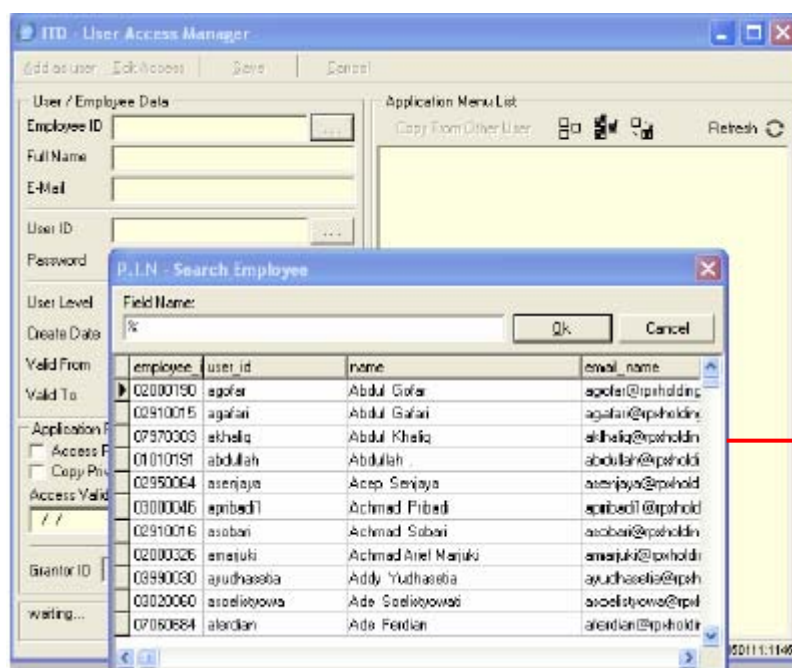 ITD - User Access Manager
Add as user Edit Access Save Cancel
User / Employee Data
Application Menu List
Employee ID ...
Copy From Other User Refresh
Full Name
E-Mail
User ID ...
Password
P.I.N - Search Employee
User Level
Field Name:
Create Date
%
Ok Cancel
Valid From
Valid To
employee_i user_id name email_name
02000190 agofar Abdul Gofar agofar@rpxholding
02910015 agafari Abdul Gafari agafari@rpxholding
07970303 akhaliq Abdul Khaliq aklhaliq@rpxholdin
01010191 abdullah Abdullah . abdullah@rpxholdi
02950064 asenjaya Acep Senjaya asenjaya@rpxholdi
03000046 apribadi1 Achmad Pribadi apribadi1@rpxholdi
02910016 asobari Achmad Sobari asobari@rpxholdin
02000326 amarjuki Achmad Arief Marjuki amarjuki@rpxholdi
03990030 ayudhasetia Addy Yudhasetia ayudhasetia@rpxh
03020060 asoelistyowa Ade Soelistyowati asoelistyowa@rpxl
07060684 aferdian Ade Ferdian aferdian@rpxholdir
Application F
Access F
Copy Priv
Access Valid
/ /
Grantor ID
waiting...